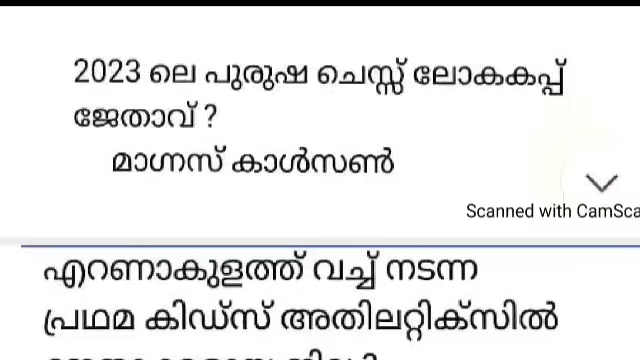 2023 ലെ പുരുഷ ചെസ്സ് ലോകകപ്പ്
ജേതാവ് ?
മാഗ്നസ് കാൾസൺ
Scanned with CamSca
എറണാകുളത്ത് വച്ച് നടന്ന
പ്രഥമ കിഡ്സ് അതിലറ്റിക്സിൽ